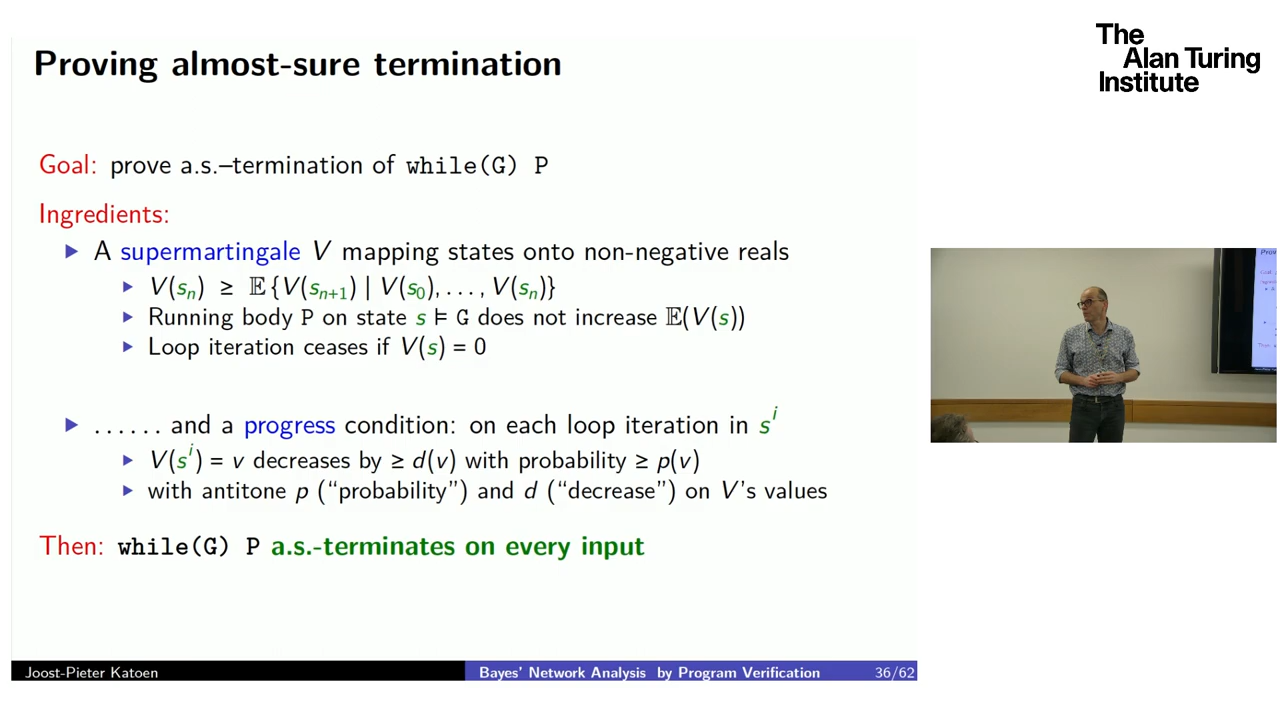 The
Alan Turing
Institute
Proving almost-sure termination
Goal: prove a.s.–termination of while(G) P
Ingredients:
▶ A supermartingale V mapping states onto non-negative reals
▶ V(sₙ) ≥ 𝔼{V(sₙ₊₁) | V(s₀), . . . , V(sₙ)}
▶ Running body P on state s ⊨ G does not increase 𝔼(V(s))
▶ Loop iteration ceases if V(s) = 0
▶ . . . . . . and a progress condition: on each loop iteration in sⁱ
▶ V(sⁱ) = v decreases by ≥ d(v) with probability ≥ p(v)
▶ with antitone p (“probability”) and d (“decrease”) on V’s values
Then: while(G) P a.s.-terminates on every input
Joost-Pieter Katoen
Bayes’ Network Analysis by Program Verification
36/62